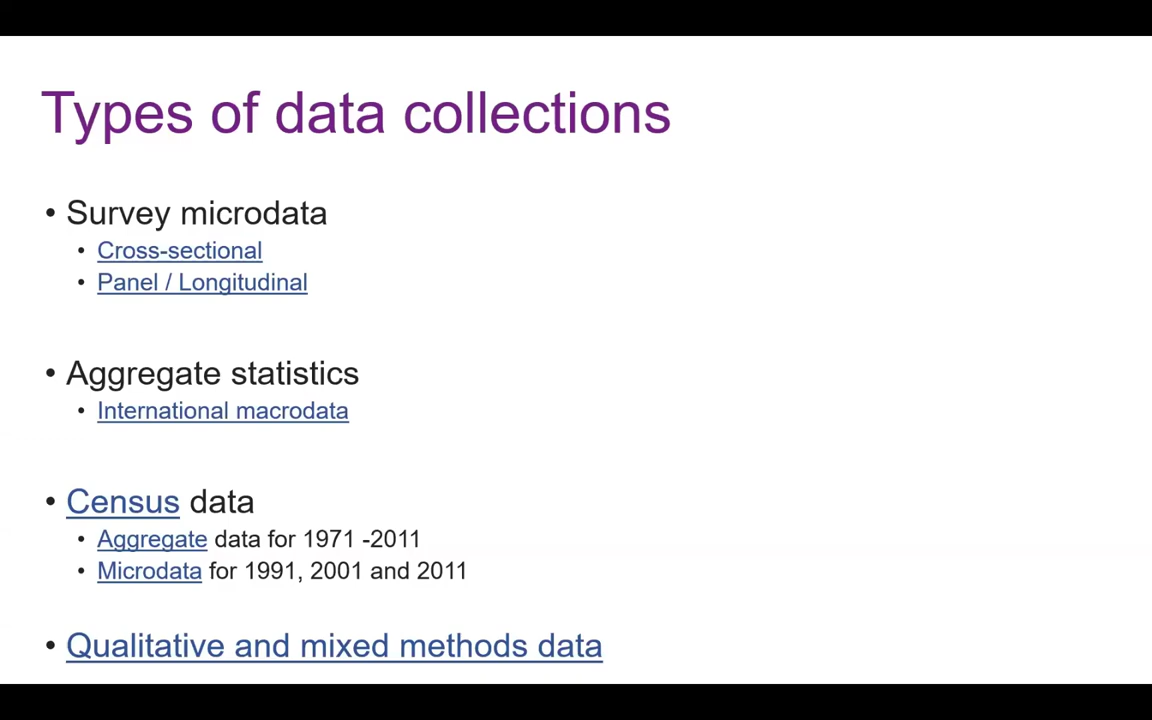 Types of data collections
• Survey microdata
• Cross-sectional
• Panel / Longitudinal
• Aggregate statistics
• International macrodata
• Census data
• Aggregate data for 1971 -2011
• Microdata for 1991, 2001 and 2011
• Qualitative and mixed methods data